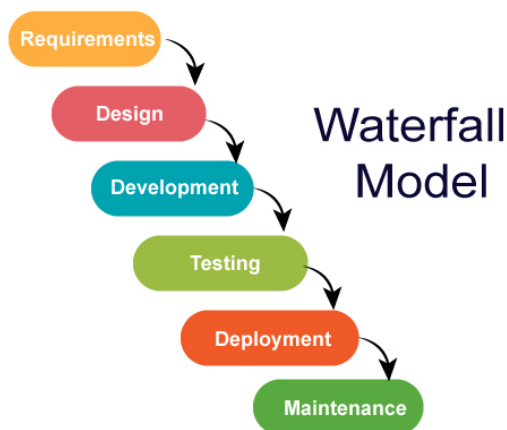 Requirements
Design
Waterfall
Model
Development
Testing
Deployment
Maintenance